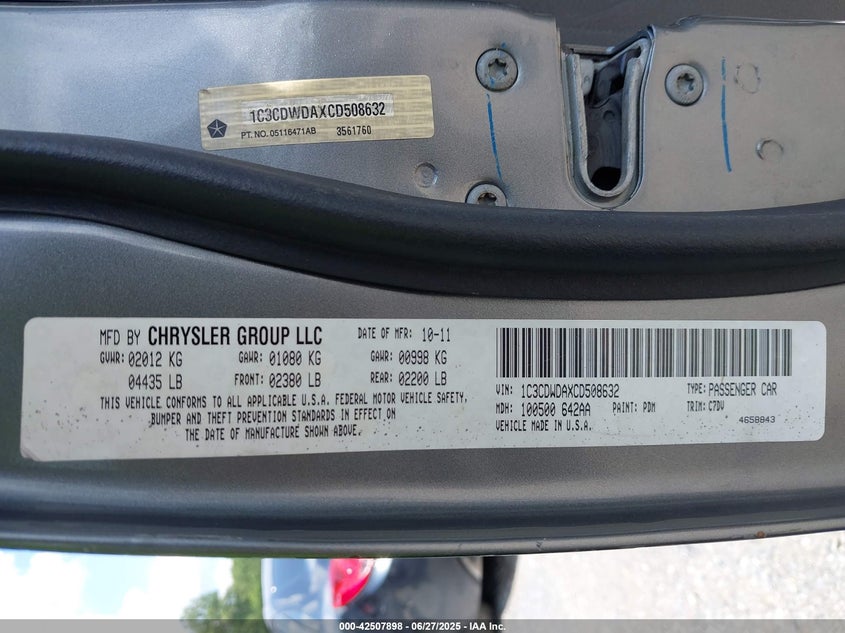 1C3CDWDAXCD508632
PT. NO. 05116471AB 3561760
MFD BY CHRYSLER GROUP LLC DATE OF MFR: 10-11
GVWR: 02012 KG GAWR: 01080 KG GAWR: 00998 KG
04435 LB FRONT: 02380 LB REAR: 02200 LB
THIS VEHICLE CONFORMS TO ALL APPLICABLE U.S.A. FEDERAL MOTOR VEHICLE SAFETY,
BUMPER AND THEFT PREVENTION STANDARDS IN EFFECT ON
THE DATE OF MANUFACTURE SHOWN ABOVE.
VIN: 1C3CDWDAXCD508632 TYPE: PASSENGER CAR
MDH: 100500 642AA PAINT: PDM TRIM: C7DV
VEHICLE MADE IN U.S.A. 4658843
000-42507898 - 06/27/2025 - IAA Inc.